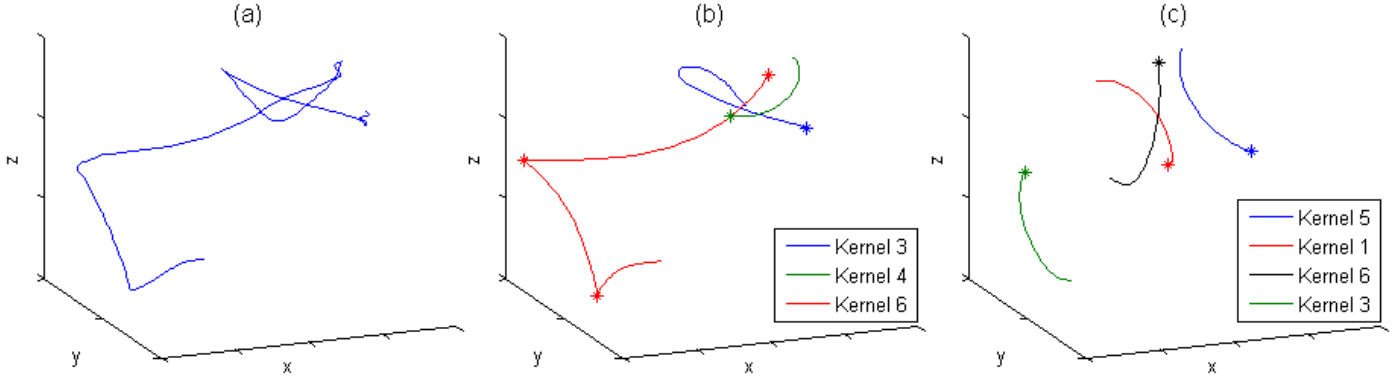 (a)
z
y
x
(b)
z
y
x
Kernel 3
Kernel 4
Kernel 6
(c)
z
y
x
Kernel 5
Kernel 1
Kernel 6
Kernel 3